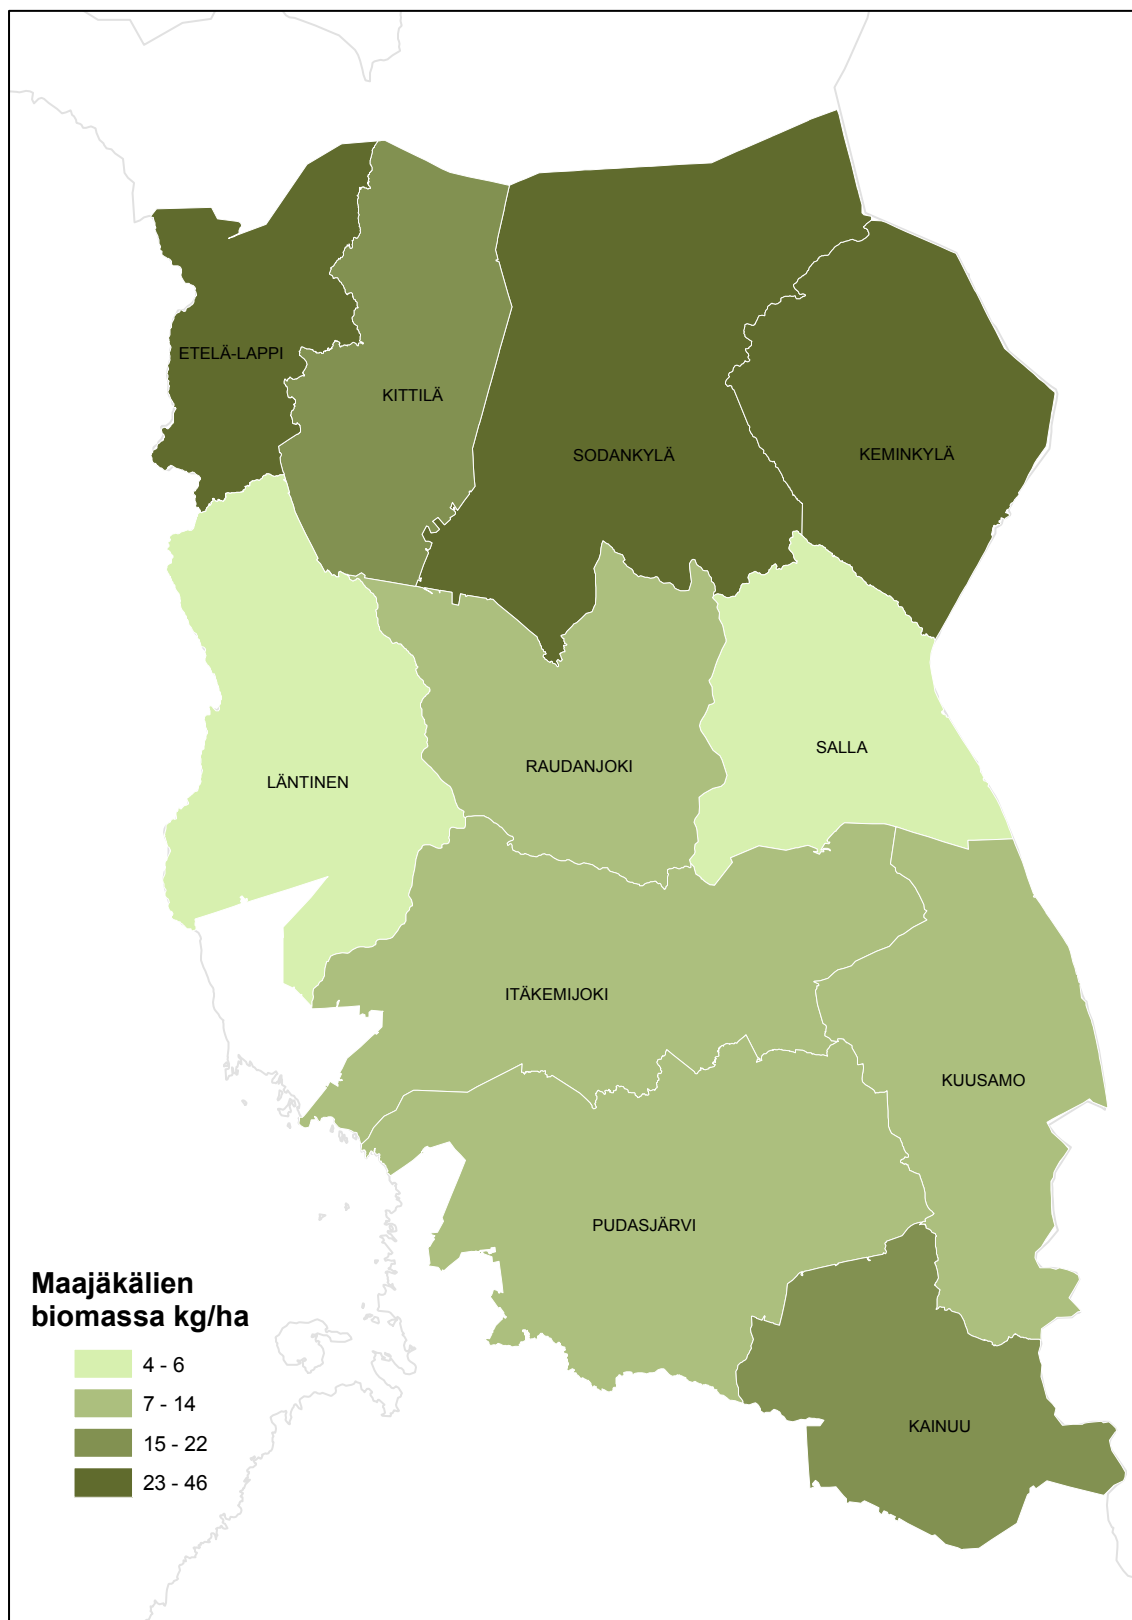 ETELÄ-LAPPI
KITTILÄ
SODANKYLÄ
KEMINKYLÄ
SALLA
RAUDANJOKI
LÄNTINEN
ITÄKEMIJOKI
KUUSAMO
PUDASJÄRVI
KAINUU
Maajäkälien
biomassa kg/ha
4 - 6
7 - 14
15 - 22
23 - 46